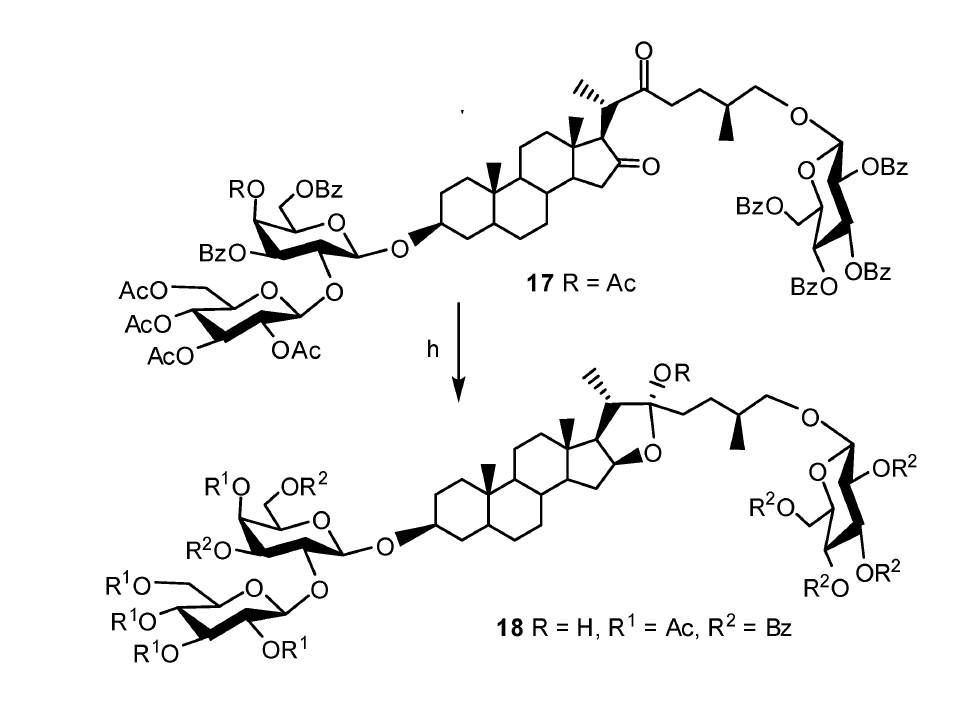 O
O
O OBz
O
RO OBz
BzO
O
OBz
BzO
O
O
BzO OBz
17 R = Ac
AcO
O
O
AcO
AcO
OAc
h
OR
O
O
O
OR²
R¹O OR²
R²O
O
R²O
O
OR²
R²O
R¹O
O
O
R¹O
R¹O
OR¹
18 R = H, R¹ = Ac, R² = Bz